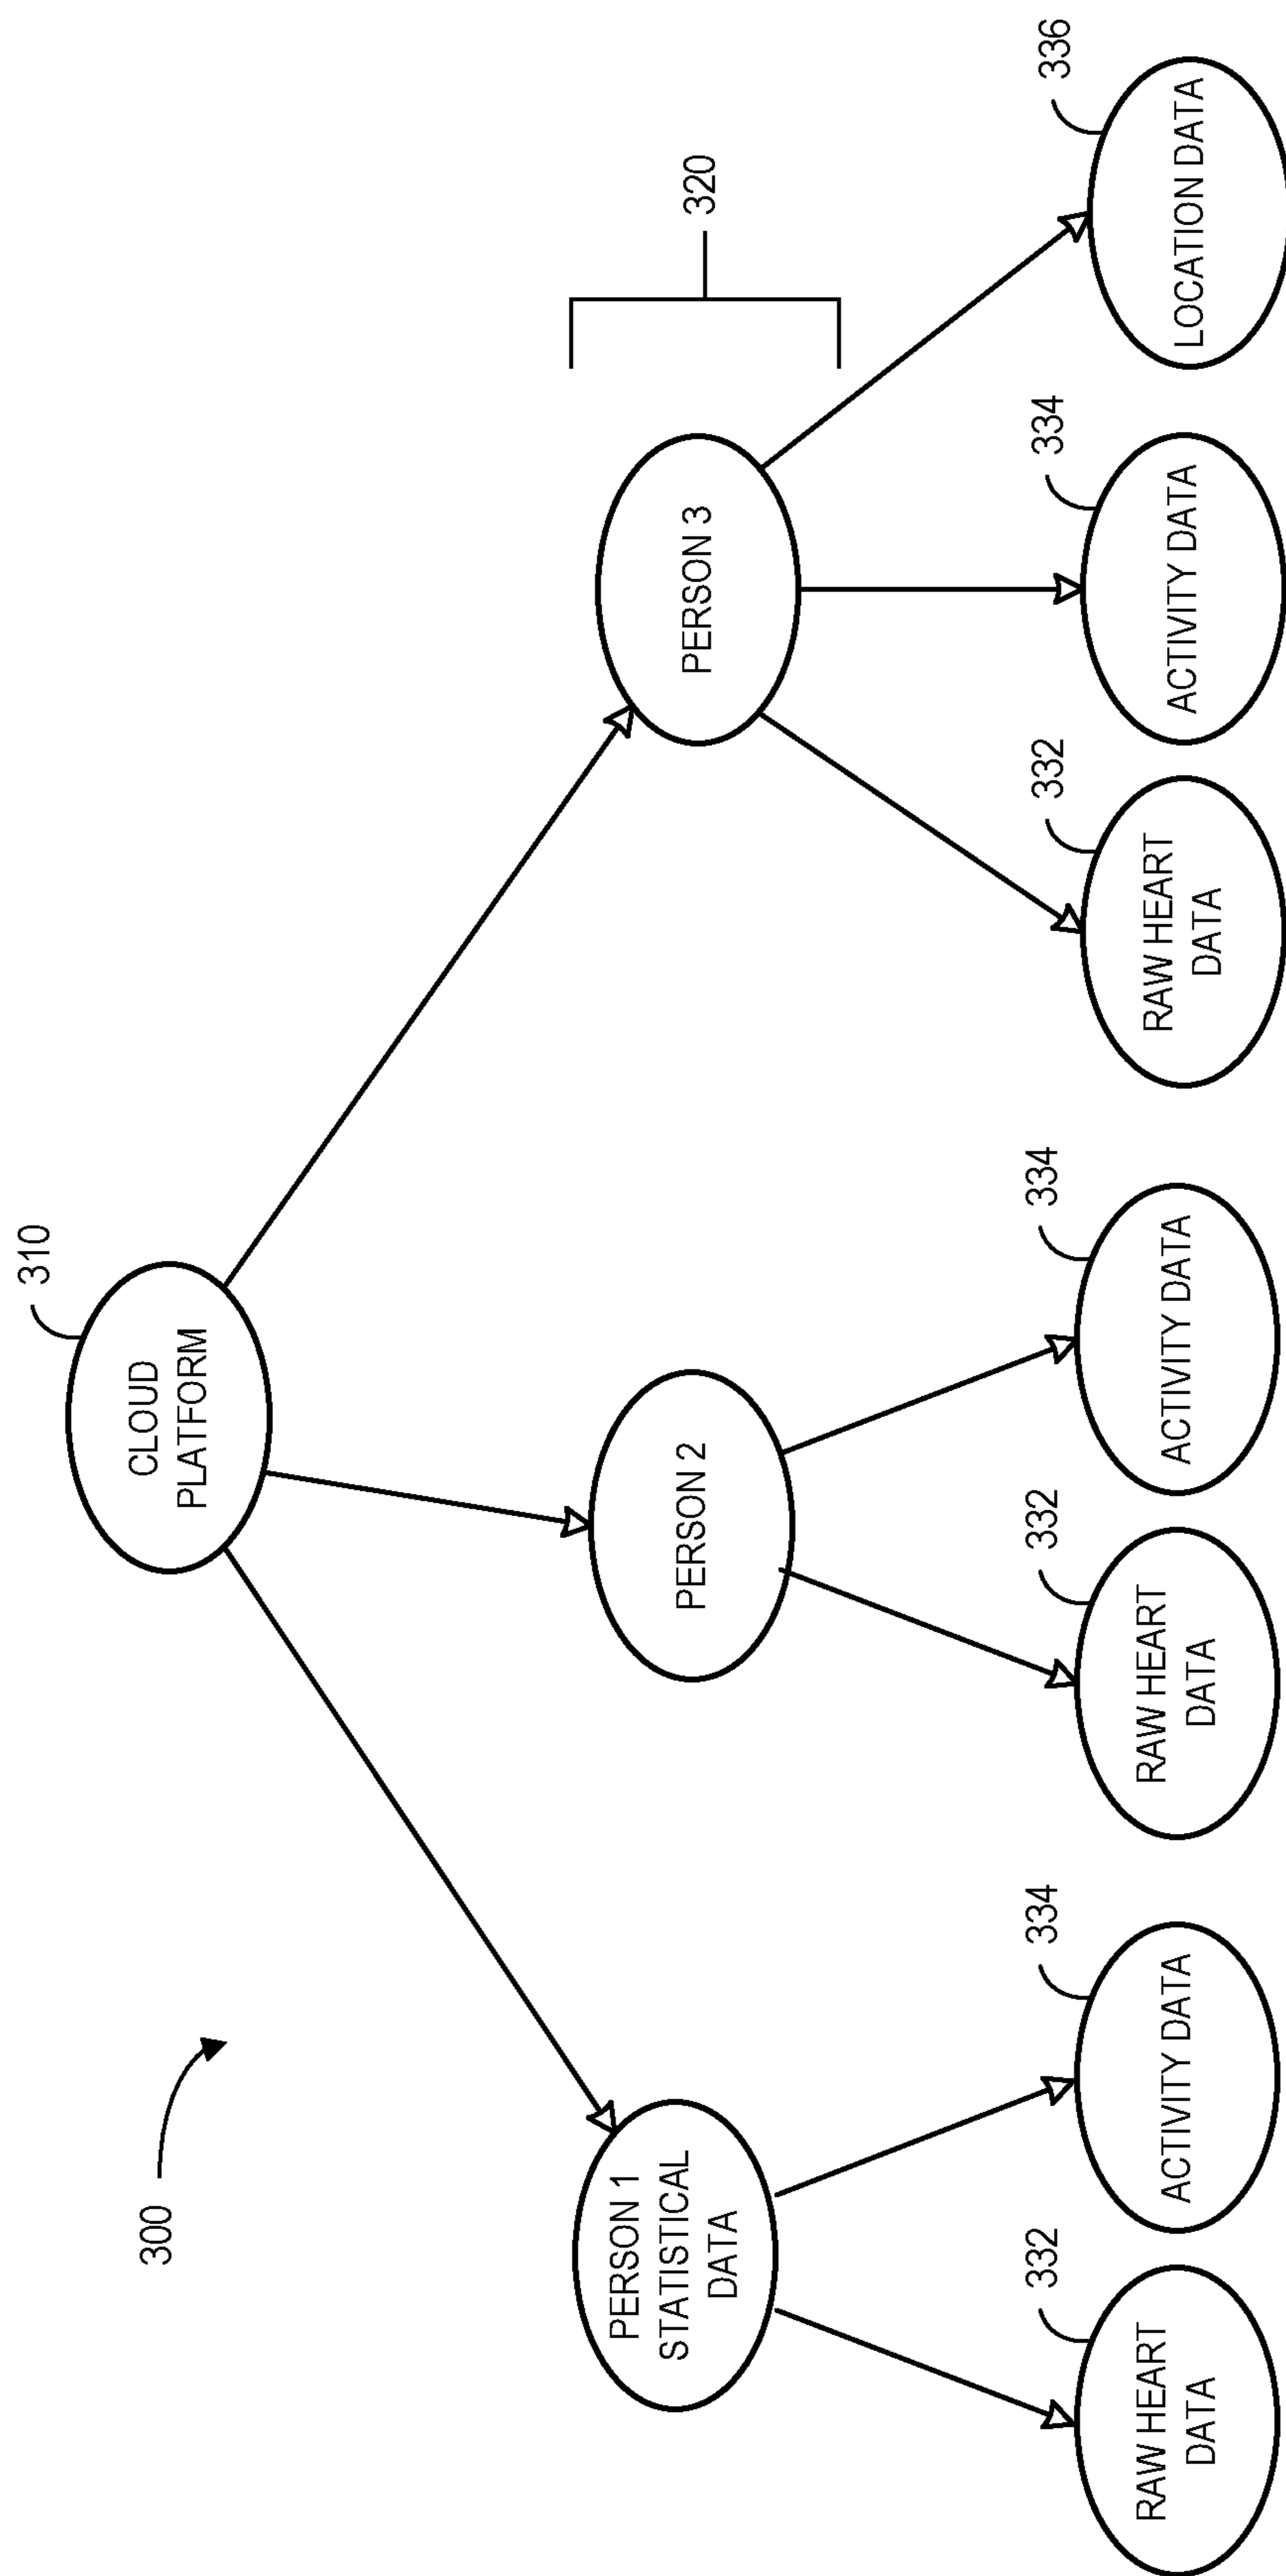 300
310
CLOUD
PLATFORM
320
PERSON 1
STATISTICAL
DATA
PERSON 2
PERSON 3
332
RAW HEART
DATA
334
ACTIVITY DATA
332
RAW HEART
DATA
334
ACTIVITY DATA
332
RAW HEART
DATA
334
ACTIVITY DATA
336
LOCATION DATA